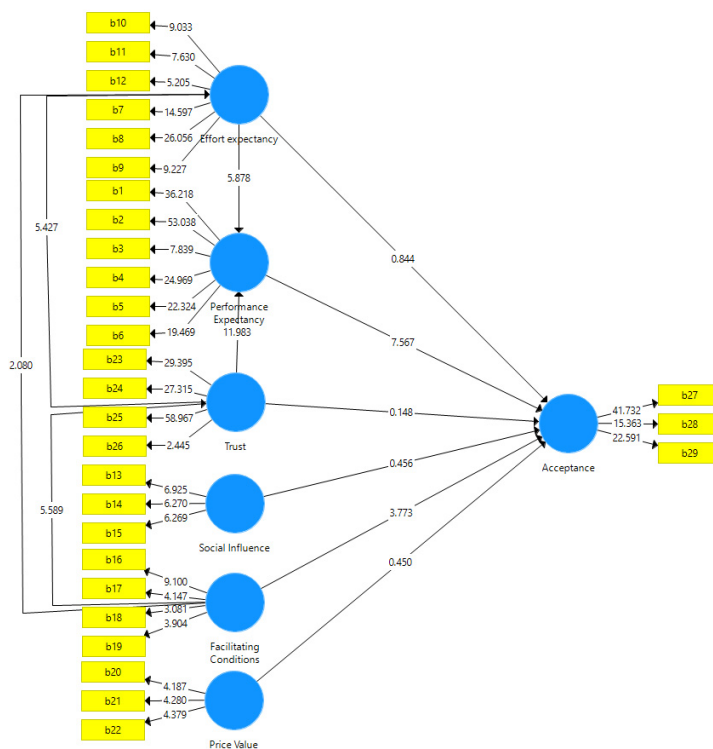 b10
9.033
b11
7.630
b12
5.205
b7
14.597
b8
26.056
Effort expectancy
b9
9.227
b1
36.218
5.878
b2
53.038
5.427
b3
7.839
0.844
b4
24.969
b5
22.324
Performance
Expectancy
b6
19.469
11.983
7.567
2.080
b23
29.395
b24
27.315
b25
58.967
0.148
b26
2.445
Trust
b27
41.732
b28
15.363
b29
22.591
Acceptance
b13
6.925
0.456
b14
6.270
5.589
b15
6.269
3.773
Social Influence
b16
9.100
0.450
b17
4.147
b18
3.081
b19
3.904
Facilitating
Conditions
b20
4.187
b21
4.280
b22
4.379
Price Value